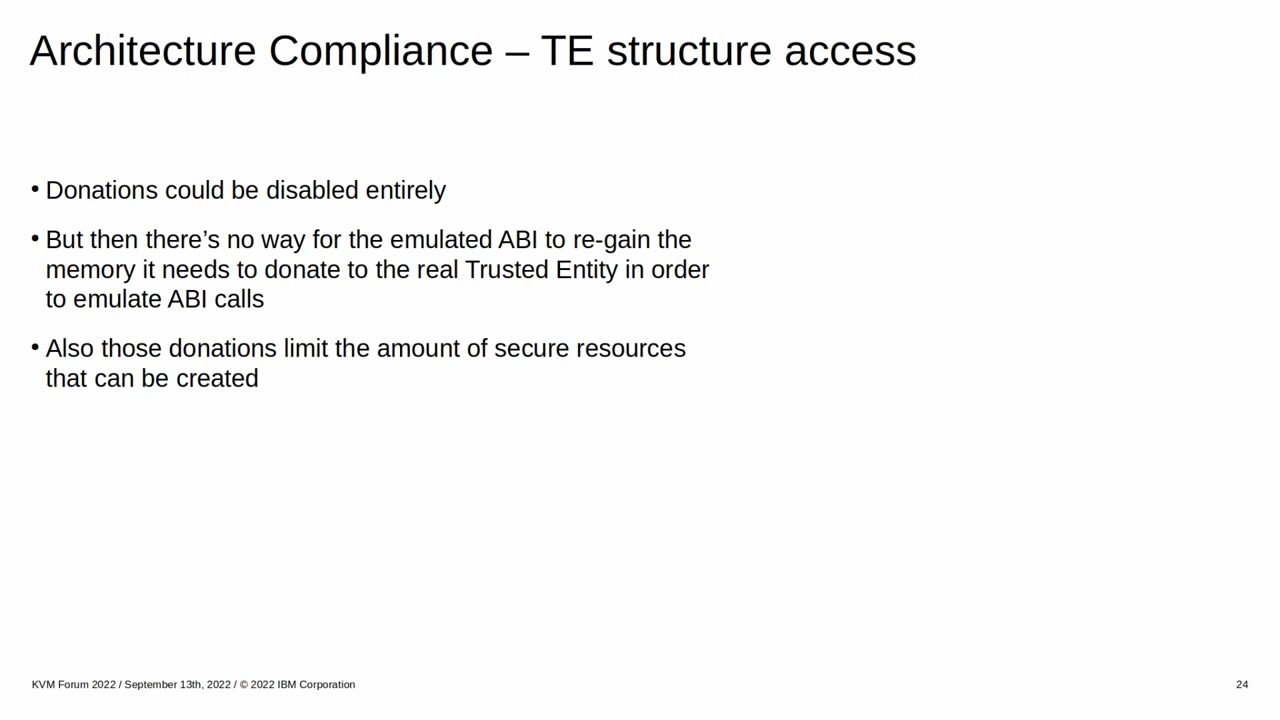 Architecture Compliance – TE structure access
• Donations could be disabled entirely
• But then there’s no way for the emulated ABI to re-gain the
memory it needs to donate to the real Trusted Entity in order
to emulate ABI calls
• Also those donations limit the amount of secure resources
that can be created
KVM Forum 2022 / September 13th, 2022 / © 2022 IBM Corporation
24